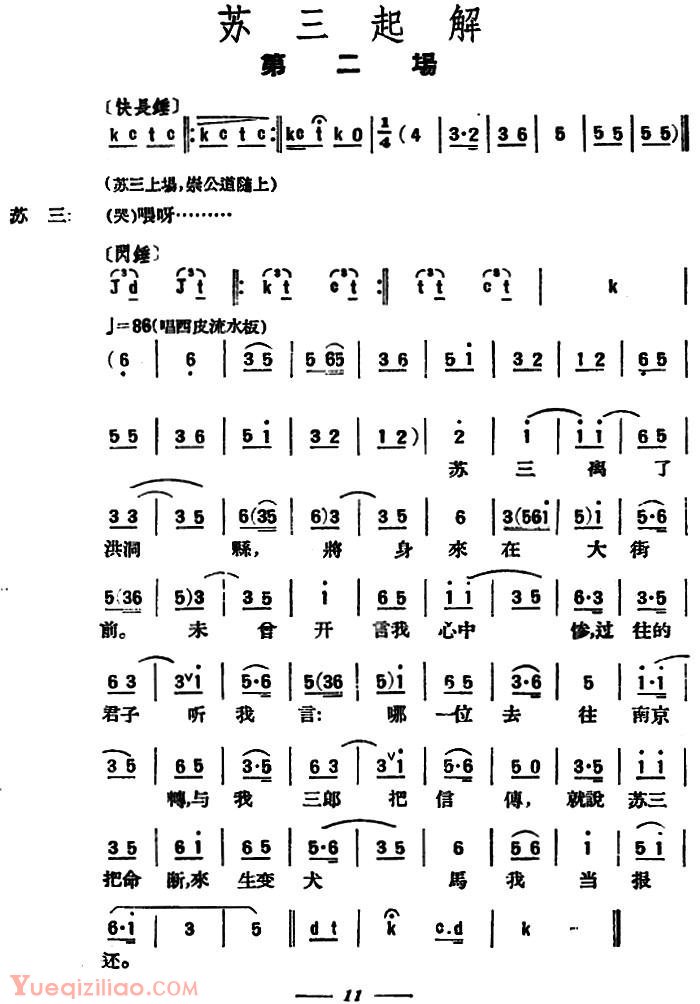 苏三起解
第二場
〔快長錘〕
k c t c ‖: k c t c :‖ kc t k 0 | 1/4 ( 4 | 3·2 | 3 6 | 5 | 5 5 | 5 5 ) ‖
(苏三上場,崇公道隨上)
苏三: (哭)喂呀………
〔閃錘〕
J d J t ‖: k t c t :‖ t t c t | k |
♩=86(唱西皮流水板)
( 6 | 6 | 3 5 | 5 65 | 3 6 | 5 i | 3 2 | 1 2 | 6 5 |
5 5 | 3 6 | 5 i | 3 2 | 1 2 ) | 2 | i | i i | 6 5 |
苏 三 离 了
3 3 | 3 5 | 6(35 | 6)3 | 3 5 | 6 | 3(56i | 5)i | 5·6 |
洪洞 縣, 將 身 來 在 大 街
5(36 | 5)3 | 3 5 | i | 6 5 | i i | 3 5 | 6·3 | 3·5 |
前。 未 曾 开 言我 心中 惨,过 往的
6 3 | 3ᵛi | 5·6 | 5(36 | 5)i | 6 5 | 3·6 | 5 | i·i |
君子 听 我 言: 哪 一位 去 往 南京
3 5 | 6 5 | 3·5 | 6 3 | 3ᵛi | 5·6 | 5 0 | 3·5 | i i |
轉,与 我 三郎 把 信 傳, 就說 苏三
3 5 | 6 i | 6 5 | 5·6 | 3 5 | 6 | 5 6 | i | 5 i |
把命 断,來 生变 犬 馬 我 当 报
6·i | 3 | 5 ‖ d t | k | c.d | k ‖
还。
Yueqiziliao.com
11